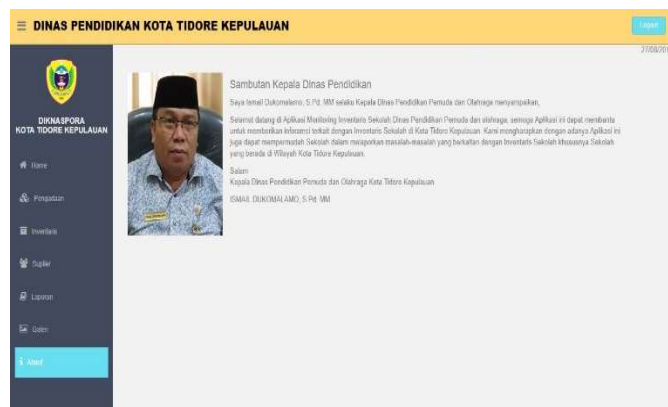 DINAS PENDIDIKAN KOTA TIDORE KEPULAUAN
Logout
27/08/201
DIKNASPORA
KOTA TIDORE KEPULAUAN
Home
Pengadaan
Inventaris
Suplier
Laporan
Galeri
About
Sambutan Kepala Dinas Pendidikan
Saya Ismail Dukomalamo, S.Pd. MM selaku Kepala Dinas Pendidikan Pemuda dan Olahraga menyampaikan,
Selamat datang di Aplikasi Monitoring Inventaris Sekolah Dinas Pendidikan Pemuda dan olahraga, semoga Aplikasi ini dapat membantu
untuk memberikan informasi terkait dengan Inventaris Sekolah di Kota Tidore Kepulauan. Kami mengharapkan dengan adanya Aplikasi ini
juga dapat mempermudah Sekolah dalam melaporkan masalah-masalah yang berkaitan dengan Inventaris Sekolah khususnya Sekolah
yang berada di Wilayah Kota Tidore Kepulauan.
Salam
Kepala Dinas Pendidikan Pemuda dan Olahraga Kota Tidore Kepulauan
ISMAIL DUKOMALAMO, S.Pd. MM